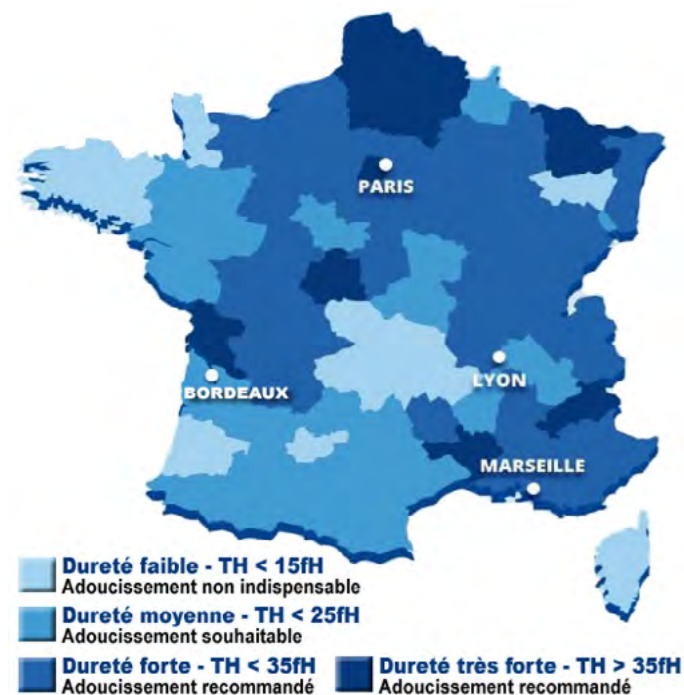 PARIS
LYON
BORDEAUX
MARSEILLE
Dureté faible - TH < 15fH
Adoucissement non indispensable
Dureté moyenne - TH < 25fH
Adoucissement souhaitable
Dureté forte - TH < 35fH
Adoucissement recommandé
Dureté très forte - TH > 35fH
Adoucissement recommandé